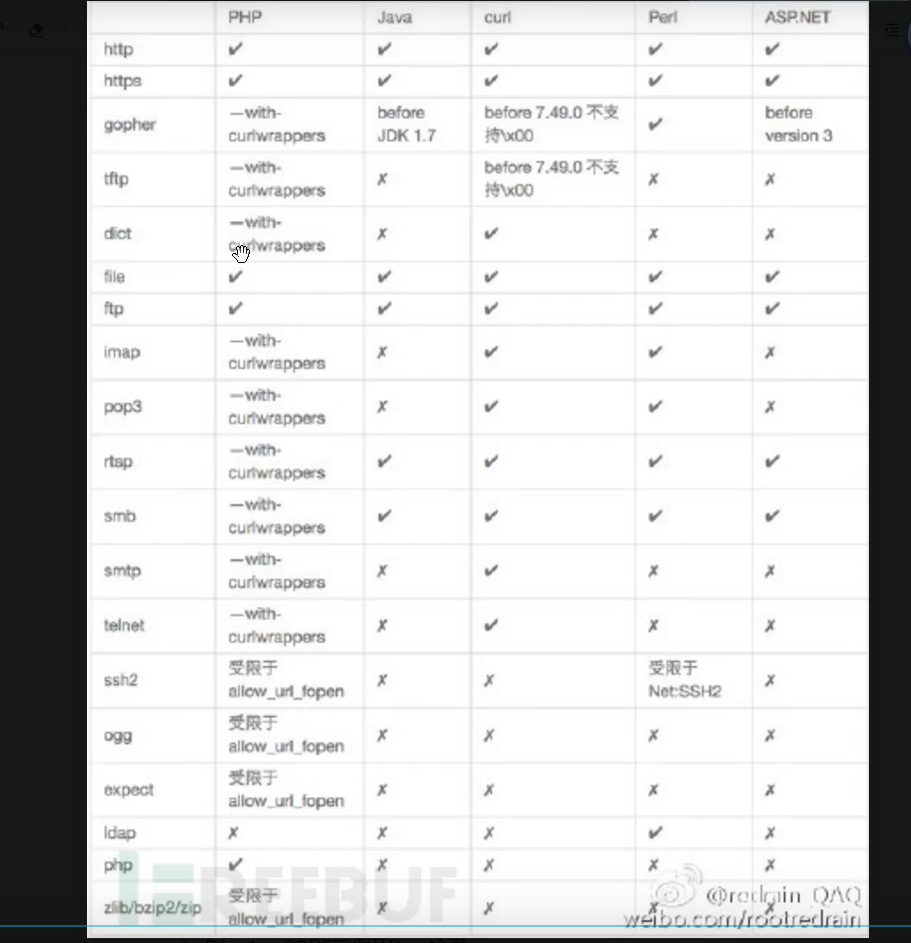 PHP Java curl Perl ASP.NET
http ✔ ✔ ✔ ✔ ✔
https ✔ ✔ ✔ ✔ ✔
gopher —with-curlwrappers before JDK 1.7 before 7.49.0 不支持\x00 ✔ before version 3
tftp —with-curlwrappers ✗ before 7.49.0 不支持\x00 ✗ ✗
dict —with-curlwrappers ✗ ✔ ✗ ✗
file ✔ ✔ ✔ ✔ ✔
ftp ✔ ✔ ✔ ✔ ✔
imap —with-curlwrappers ✗ ✔ ✔ ✗
pop3 —with-curlwrappers ✗ ✔ ✔ ✗
rtsp —with-curlwrappers ✔ ✔ ✔ ✔
smb —with-curlwrappers ✔ ✔ ✔ ✔
smtp —with-curlwrappers ✗ ✔ ✗ ✗
telnet —with-curlwrappers ✗ ✔ ✗ ✗
ssh2 受限于 allow_url_fopen ✗ ✗ 受限于 Net:SSH2 ✗
ogg 受限于 allow_url_fopen ✗ ✗ ✗ ✗
expect 受限于 allow_url_fopen ✗ ✗ ✗ ✗
ldap ✗ ✗ ✗ ✔ ✗
php ✔ ✗ ✗ ✗ ✗
zlib/bzip2/zip 受限于 allow_url_fopen ✗ ✗ ✗ ✗
FREEBUF
@redrain_QAQ
weibo.com/rootredrain